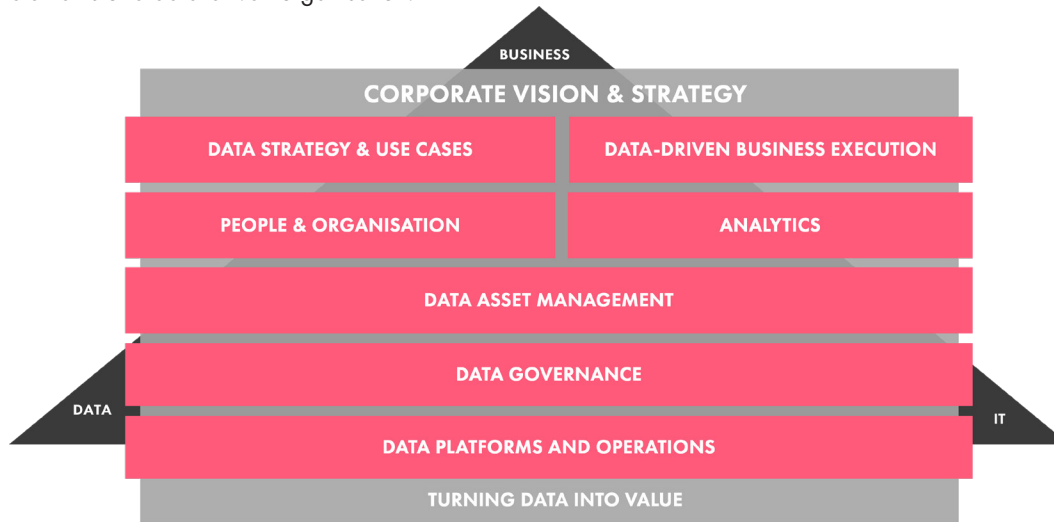 BUSINESS
CORPORATE VISION & STRATEGY
DATA STRATEGY & USE CASES
DATA-DRIVEN BUSINESS EXECUTION
PEOPLE & ORGANISATION
ANALYTICS
DATA ASSET MANAGEMENT
DATA GOVERNANCE
DATA
IT
DATA PLATFORMS AND OPERATIONS
TURNING DATA INTO VALUE